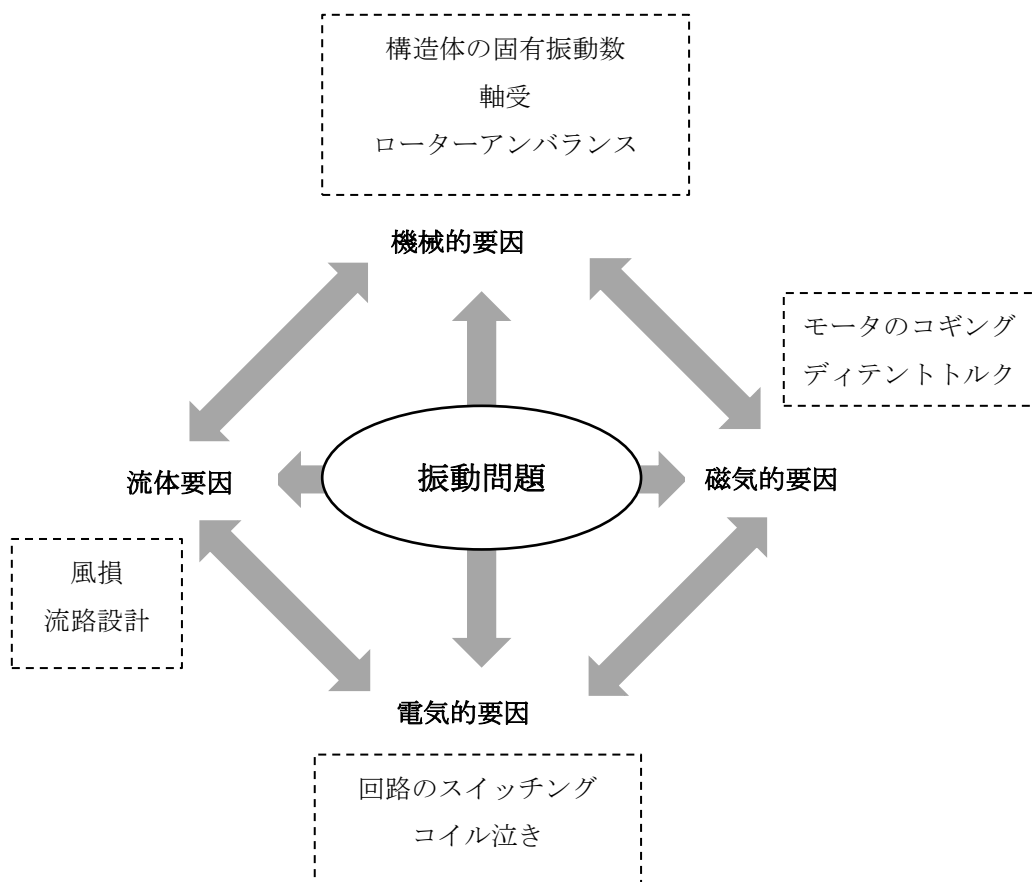 構造体の固有振動数
軸受
ローターアンバランス
機械的要因
モータのコギング
ディテントトルク
流体要因
振動問題
磁気的要因
風損
流路設計
電気的要因
回路のスイッチング
コイル泣き